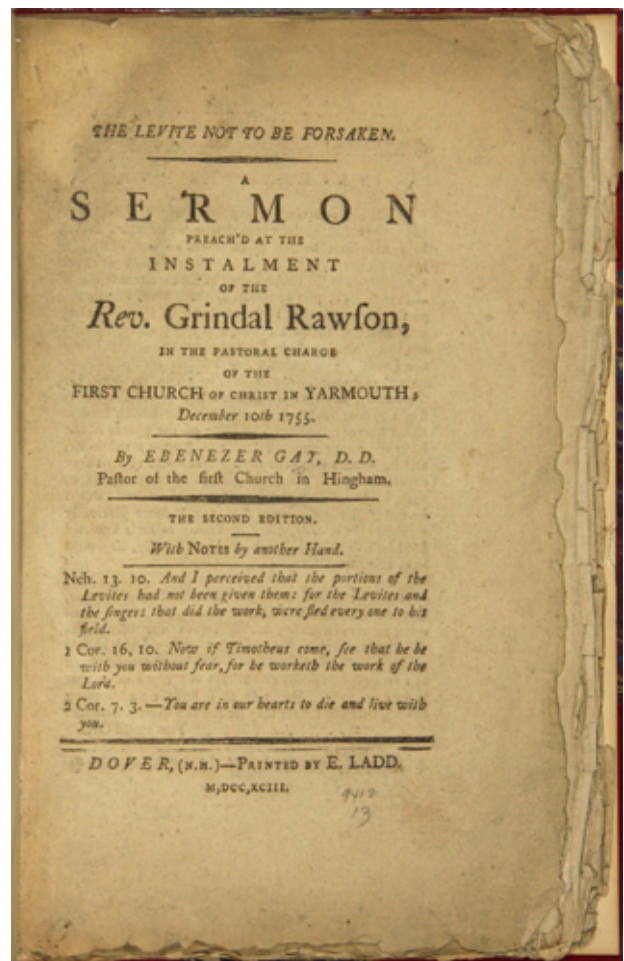 THE LEVITE NOT TO BE FORSAKEN.
A
SERMON
PREACH'D AT THE
INSTALMENT
OF THE
Rev. Grindal Rawſon,
IN THE PASTORAL CHARGE
OF THE
FIRST CHURCH OF CHRIST IN YARMOUTH,
December 10th 1755.
By EBENEZER GAY, D. D.
Paſtor of the firſt Church in Hingham.
THE SECOND EDITION.
With NOTES by another Hand.
Neh. 13. 10. And I perceived that the portions of the
Levites had not been given them: for the Levites and
the ſingers that did the work, were fled every one to his
field.
1 Cor. 16, 10. Now if Timotheus come, ſee that he be
with you without fear, for he worketh the work of the
Lord.
2 Cor. 7. 3. —You are in our hearts to die and live with
you.
DOVER, (N.H.)—PRINTED BY E. LADD.
M,DCC,XCIII.
13